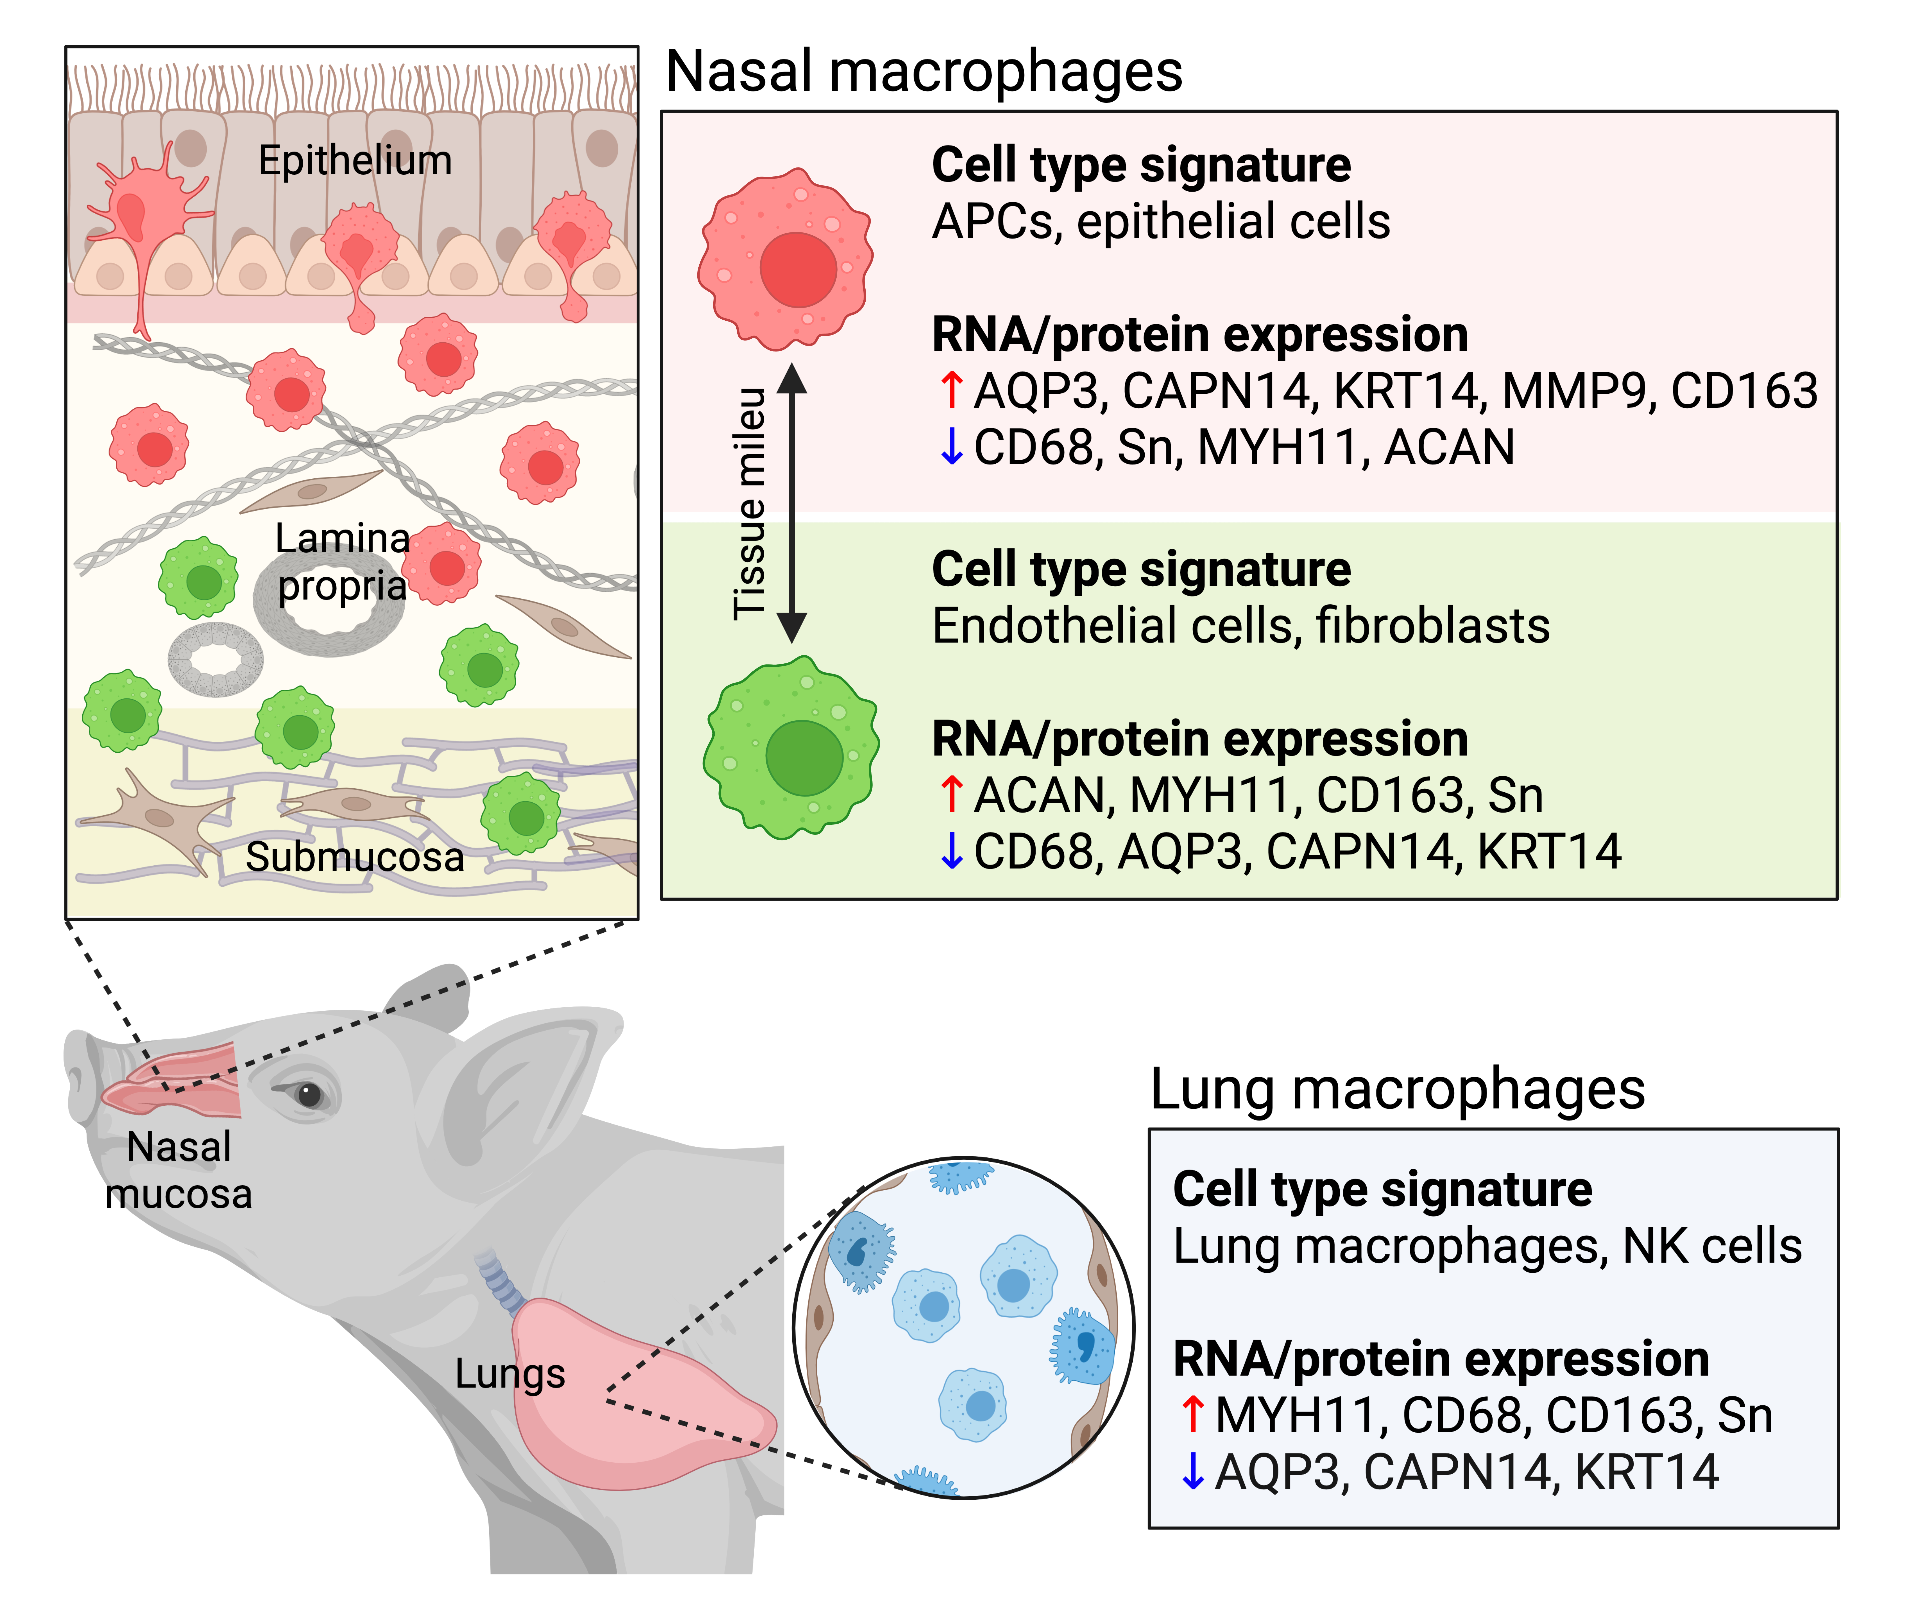 Nasal macrophages
Epithelium
Lamina
propria
Submucosa
Cell type signature
APCs, epithelial cells
RNA/protein expression
↑AQP3, CAPN14, KRT14, MMP9, CD163
↓CD68, Sn, MYH11, ACAN
Tissue mileu
Cell type signature
Endothelial cells, fibroblasts
RNA/protein expression
↑ACAN, MYH11, CD163, Sn
↓CD68, AQP3, CAPN14, KRT14
Nasal
mucosa
Lungs
Lung macrophages
Cell type signature
Lung macrophages, NK cells
RNA/protein expression
↑MYH11, CD68, CD163, Sn
↓AQP3, CAPN14, KRT14